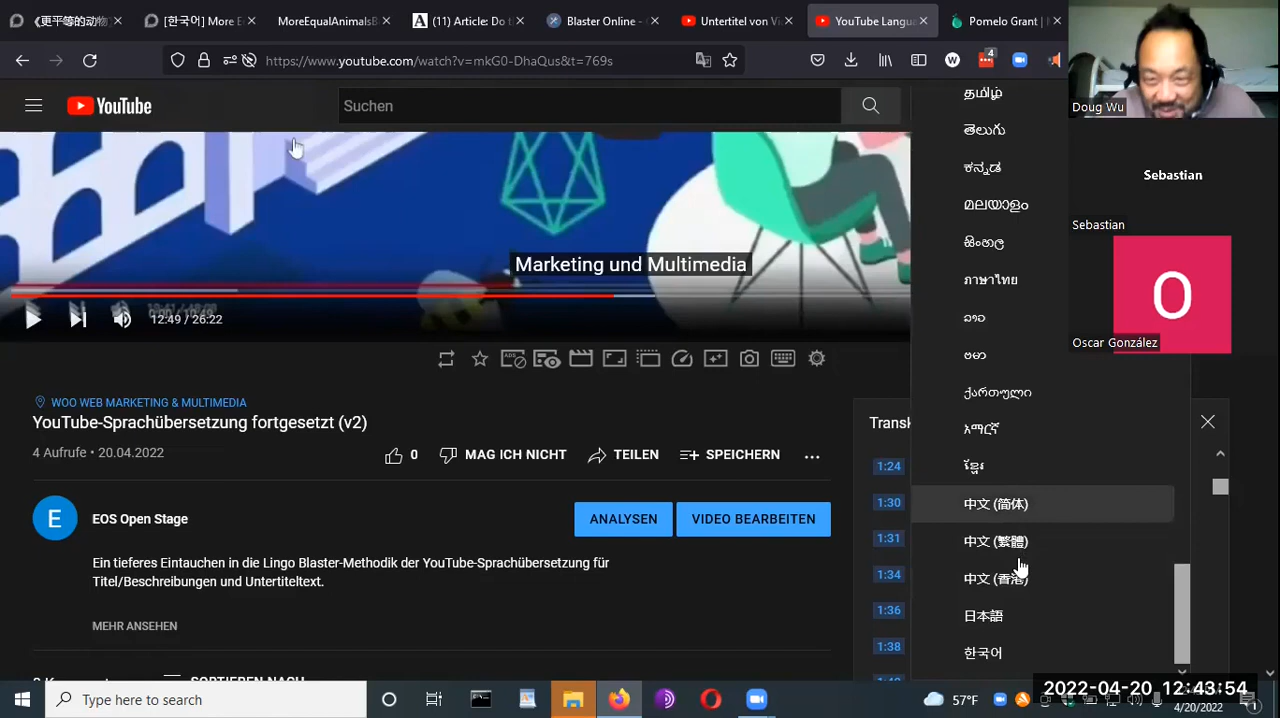 《更平等的动物
[한국어] More E
MoreEqualAnimalsB
(11) Article: Do t
Blaster Online - C
Untertitel von Vi
YouTube Langu
Pomelo Grant | M
https://www.youtube.com/watch?v=mkG0-DhaQus&t=769s
4
Doug Wu
YouTube
Suchen
Sebastian
Sebastian
Oscar González
O
Marketing und Multimedia
12:49 / 26:22
தமிழ்
తెలుగు
ಕನ್ನಡ
മലയാളം
සිංහල
ภาษาไทย
ລາວ
ဗမာ
ქართული
አማርኛ
ខ្មែរ
中文 (简体)
中文 (繁體)
中文 (香港)
日本語
한국어
WOO WEB MARKETING & MULTIMEDIA
YouTube-Sprachübersetzung fortgesetzt (v2)
4 Aufrufe • 20.04.2022
0
MAG ICH NICHT
TEILEN
SPEICHERN
E
EOS Open Stage
ANALYSEN
VIDEO BEARBEITEN
Ein tieferes Eintauchen in die Lingo Blaster-Methodik der YouTube-Sprachübersetzung für
Titel/Beschreibungen und Untertiteltext.
MEHR ANSEHEN
SORTIEREN NACH
Transk
1:24
1:30
1:31
1:34
1:36
1:38
Type here to search
57°F
2022-04-20 12:43:54
4/20/2022